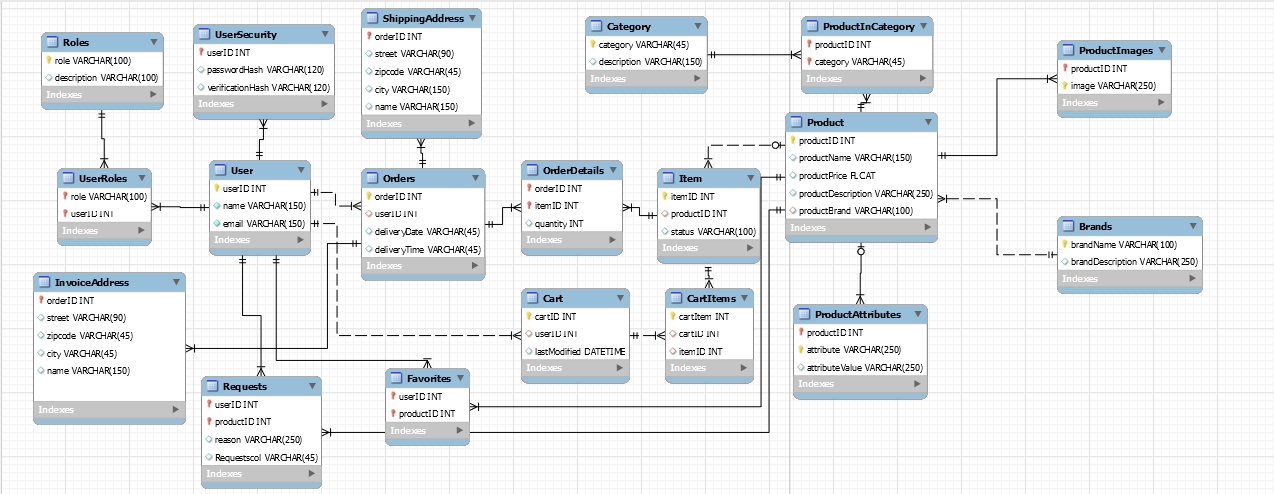 Roles
role VARCHAR(100)
description VARCHAR(100)
Indexes
UserSecurity
userID INT
passwordHash VARCHAR(120)
verificationHash VARCHAR(120)
Indexes
ShippingAddress
orderID INT
street VARCHAR(90)
zipcode VARCHAR(45)
city VARCHAR(150)
name VARCHAR(150)
Indexes
Category
category VARCHAR(45)
description VARCHAR(150)
Indexes
ProductInCategory
productID INT
category VARCHAR(45)
Indexes
ProductImages
productID INT
image VARCHAR(250)
Indexes
UserRoles
role VARCHAR(100)
userID INT
Indexes
User
userID INT
name VARCHAR(150)
email VARCHAR(150)
Indexes
Orders
orderID INT
userID INT
deliveryDate VARCHAR(45)
deliveryTime VARCHAR(45)
Indexes
OrderDetails
orderID INT
itemID INT
quantity INT
Indexes
Item
itemID INT
productID INT
status VARCHAR(100)
Indexes
Product
productID INT
productName VARCHAR(150)
productPrice FLOAT
productDescription VARCHAR(250)
productBrand VARCHAR(100)
Indexes
Brands
brandName VARCHAR(100)
brandDescription VARCHAR(250)
Indexes
InvoiceAddress
orderID INT
street VARCHAR(90)
zipcode VARCHAR(45)
city VARCHAR(45)
name VARCHAR(150)
Indexes
Cart
cartID INT
userID INT
lastModified DATETIME
Indexes
CartItems
cartItem INT
cartID INT
itemID INT
Indexes
ProductAttributes
productID INT
attribute VARCHAR(250)
attributeValue VARCHAR(250)
Indexes
Requests
userID INT
productID INT
reason VARCHAR(250)
Requestscol VARCHAR(45)
Indexes
Favorites
userID INT
productID INT
Indexes